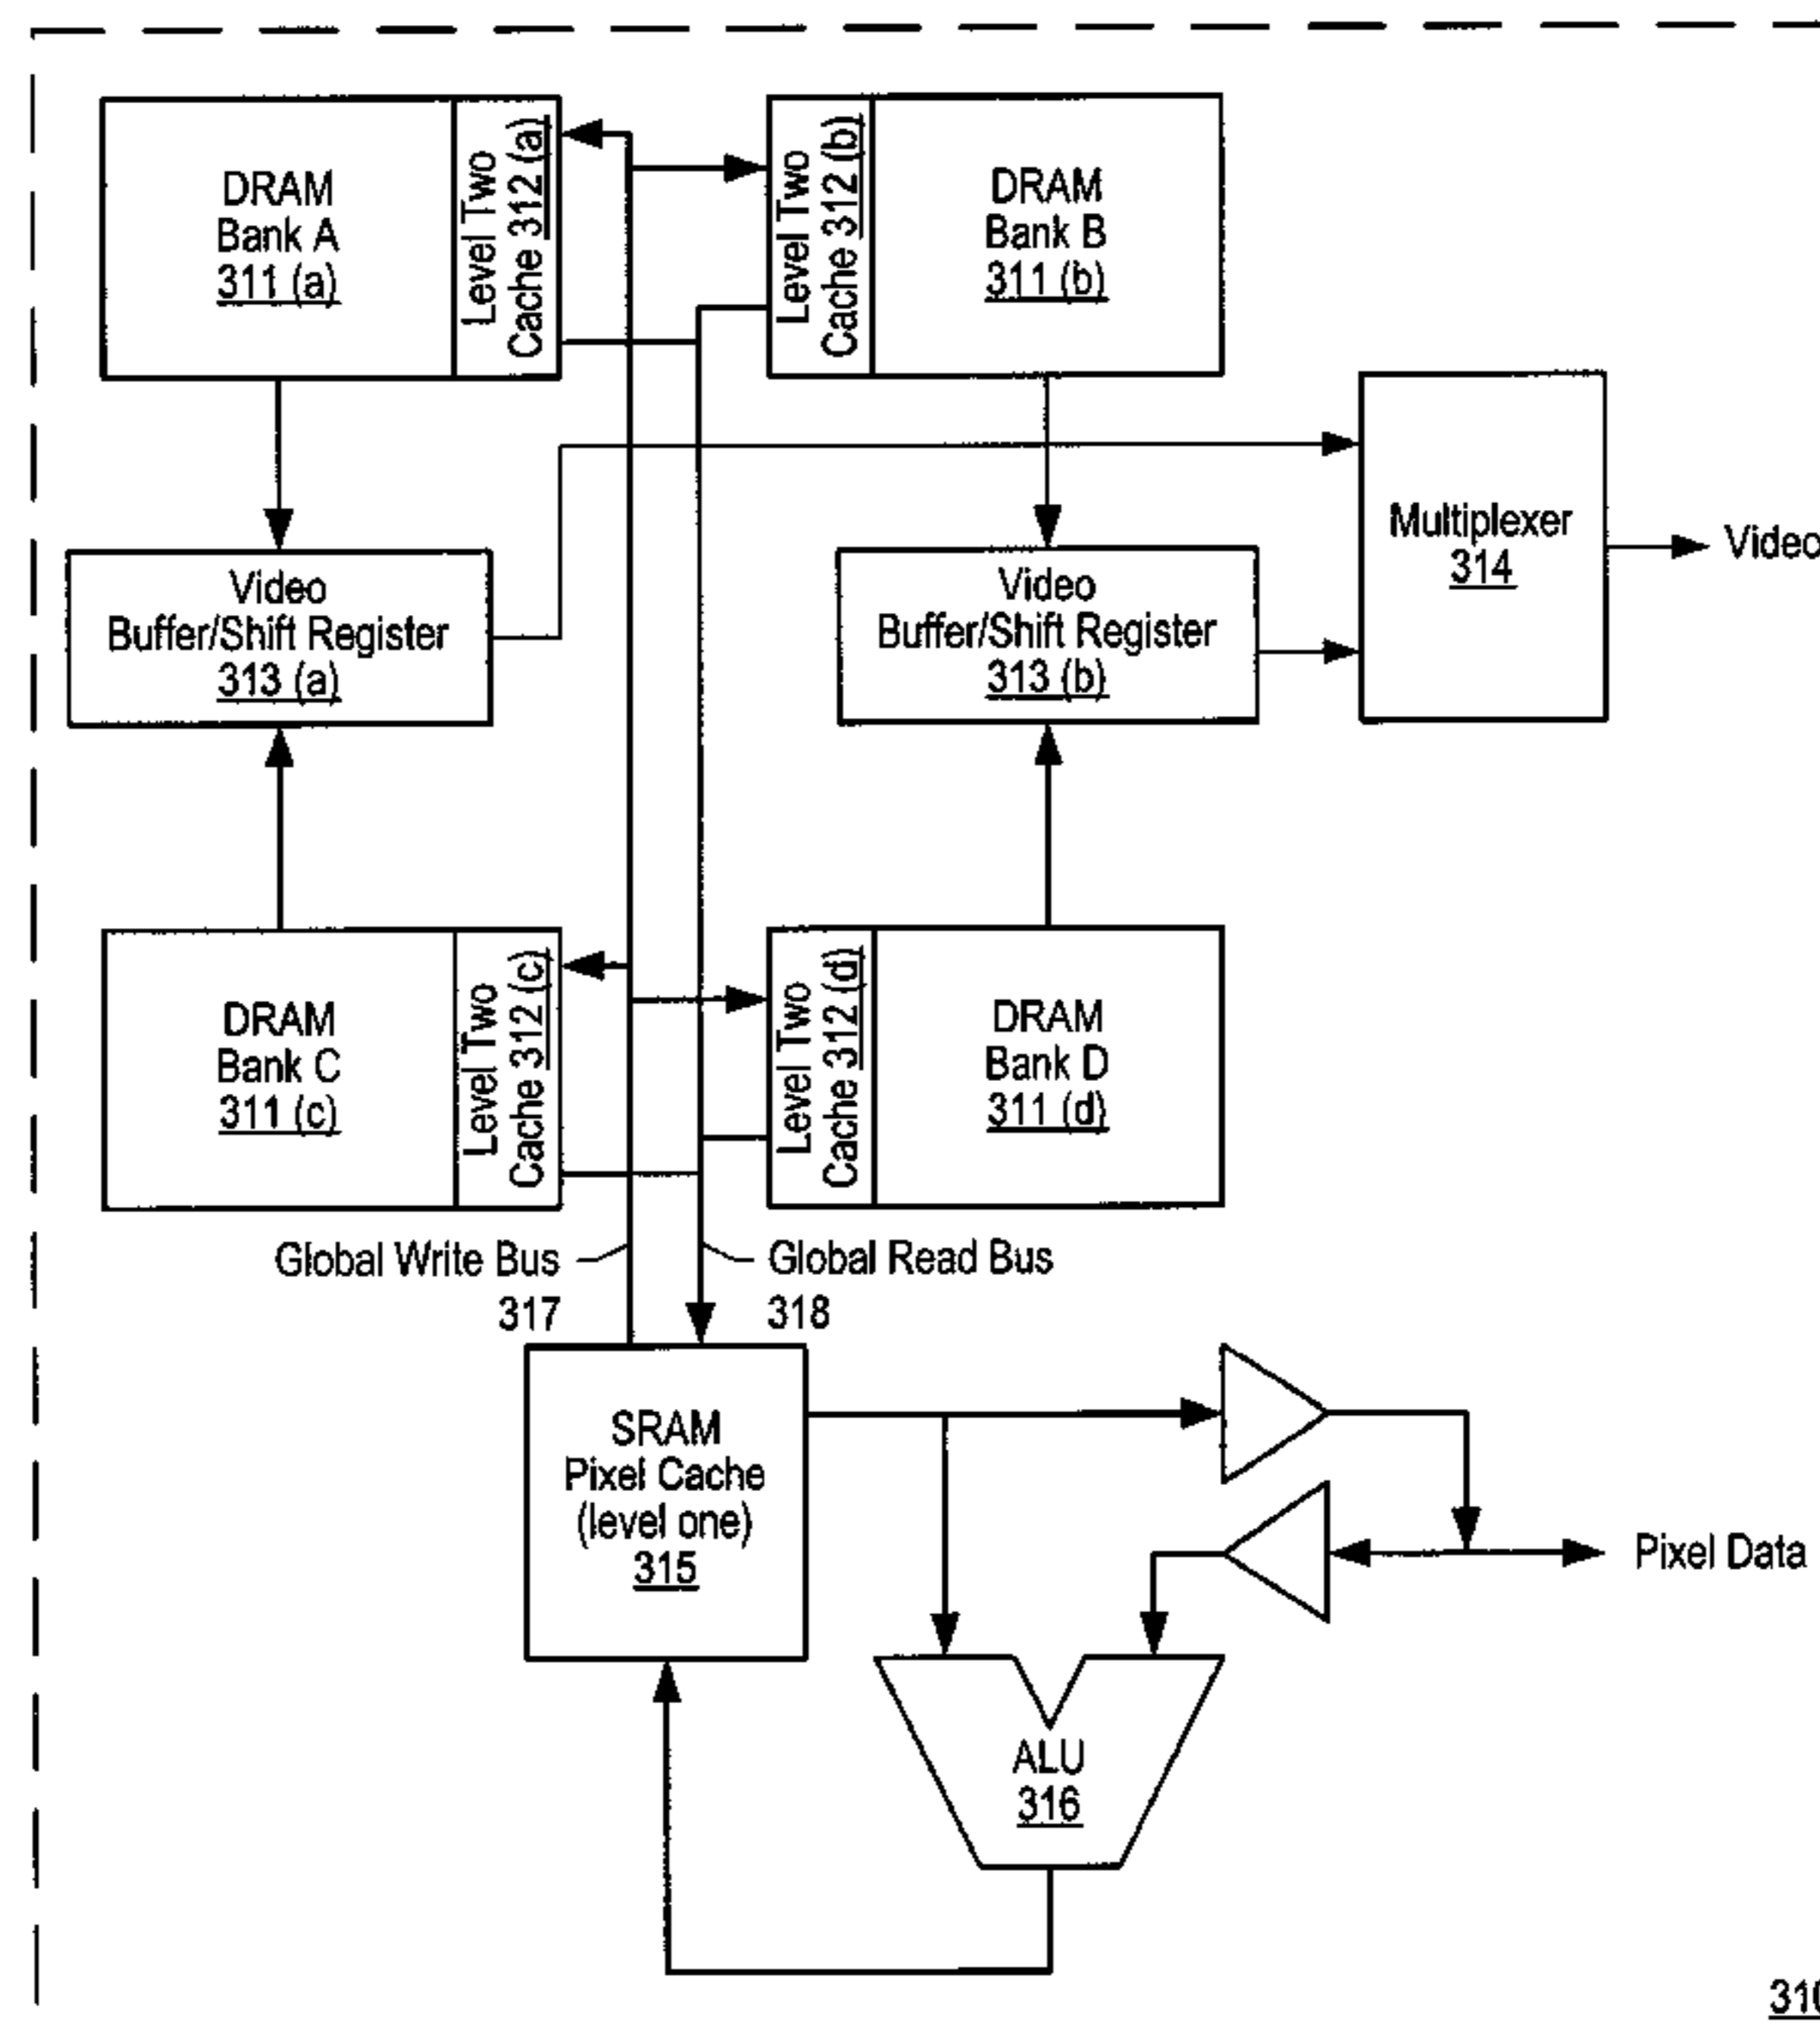 DRAM
Bank A
311 (a)
Level Two
Cache 312 (a)
Level Two
Cache 312 (b)
DRAM
Bank B
311 (b)
Multiplexer
314
Video
Video
Buffer/Shift Register
313 (a)
Video
Buffer/Shift Register
313 (b)
DRAM
Bank C
311 (c)
Level Two
Cache 312 (c)
Level Two
Cache 312 (d)
DRAM
Bank D
311 (d)
Global Write Bus
317
Global Read Bus
318
SRAM
Pixel Cache
(level one)
315
Pixel Data
ALU
316
310